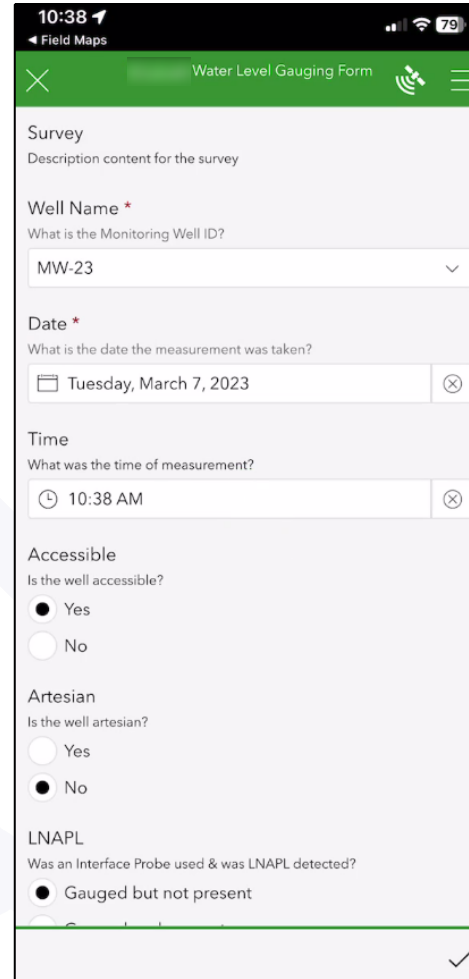 10:38
79
◀ Field Maps
Water Level Gauging Form
Survey
Description content for the survey
Well Name *
What is the Monitoring Well ID?
MW-23
Date *
What is the date the measurement was taken?
Tuesday, March 7, 2023
Time
What was the time of measurement?
10:38 AM
Accessible
Is the well accessible?
Yes
No
Artesian
Is the well artesian?
Yes
No
LNAPL
Was an Interface Probe used & was LNAPL detected?
Gauged but not present